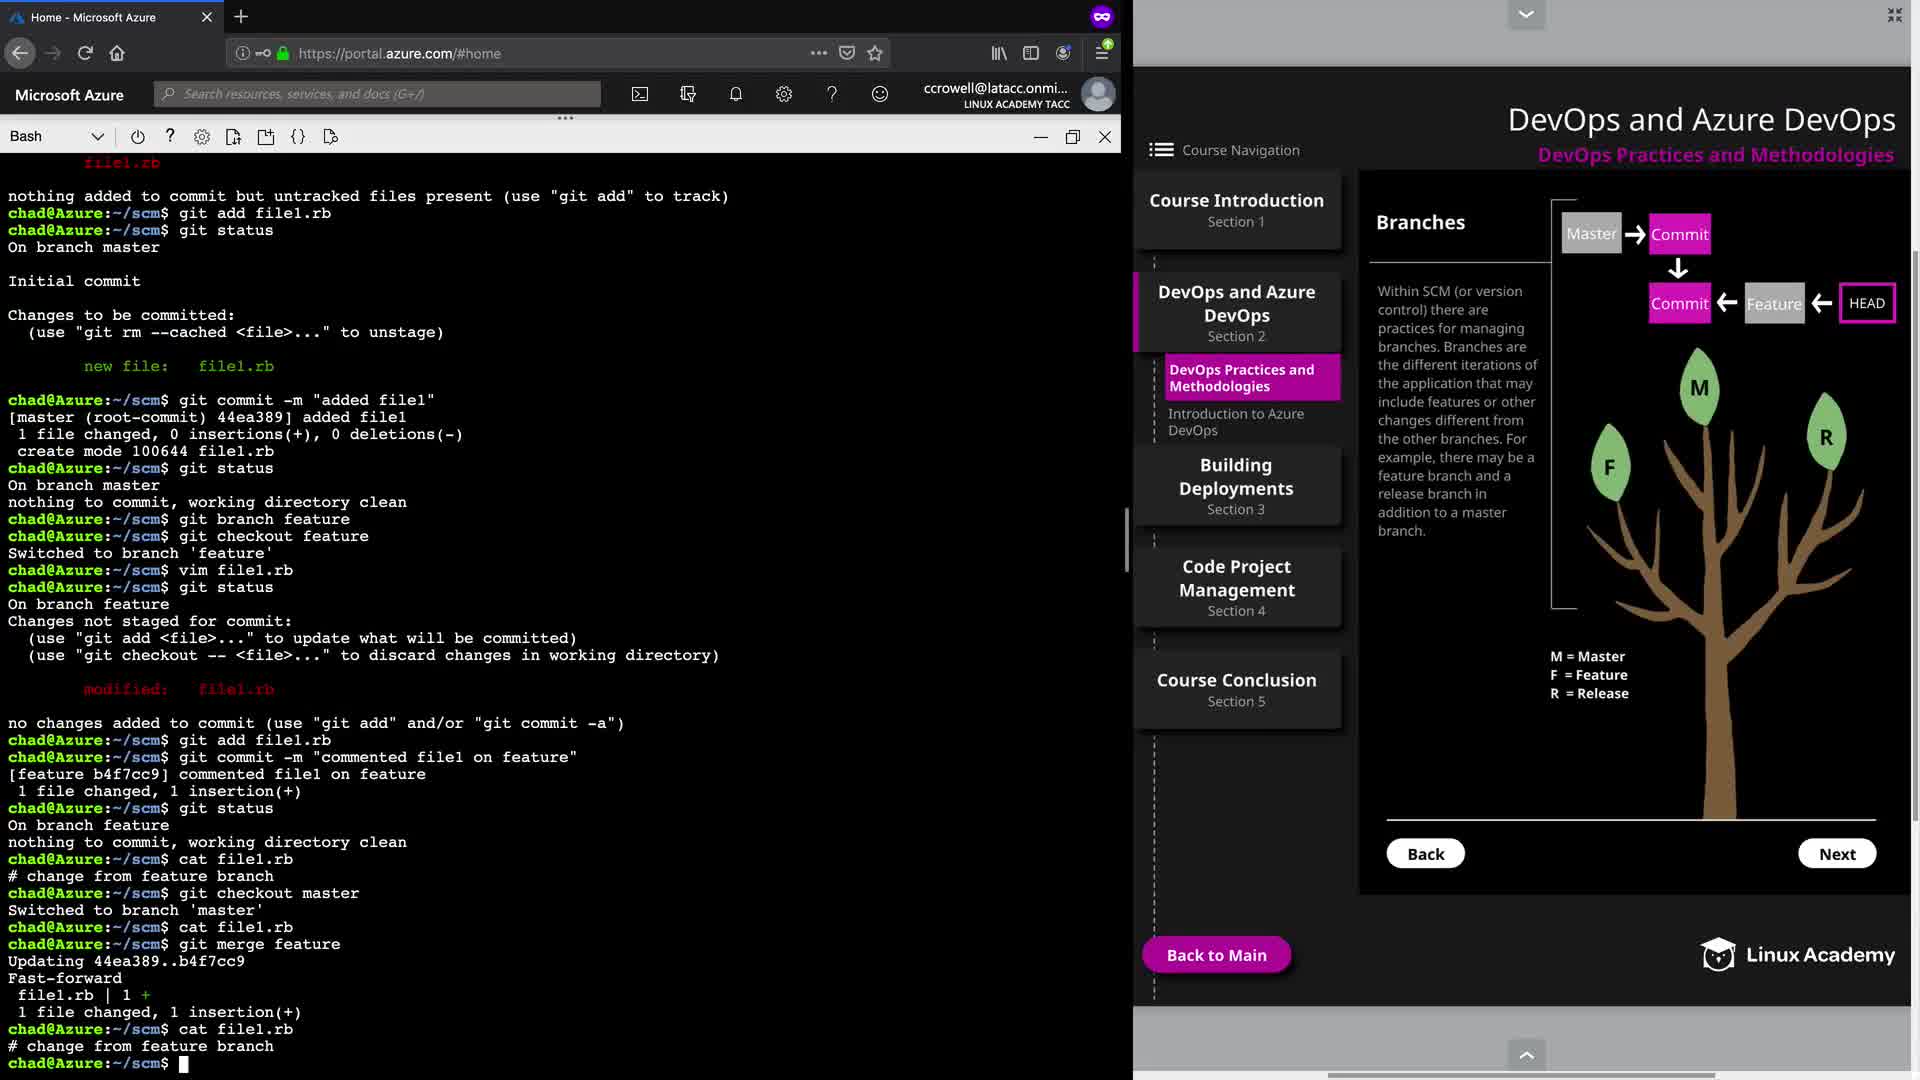 Home - Microsoft Azure
https://portal.azure.com/#home
Microsoft Azure
Search resources, services, and docs (G+/)
ccrowell@latacc.onmi...
LINUX ACADEMY TACC
Bash
file1.rb
nothing added to commit but untracked files present (use "git add" to track)
chad@Azure:~/scm$ git add file1.rb
chad@Azure:~/scm$ git status
On branch master
Initial commit
Changes to be committed:
(use "git rm --cached <file>..." to unstage)
new file:   file1.rb
chad@Azure:~/scm$ git commit -m "added file1"
[master (root-commit) 44ea389] added file1
1 file changed, 0 insertions(+), 0 deletions(-)
create mode 100644 file1.rb
chad@Azure:~/scm$ git status
On branch master
nothing to commit, working directory clean
chad@Azure:~/scm$ git branch feature
chad@Azure:~/scm$ git checkout feature
Switched to branch 'feature'
chad@Azure:~/scm$ vim file1.rb
chad@Azure:~/scm$ git status
On branch feature
Changes not staged for commit:
(use "git add <file>..." to update what will be committed)
(use "git checkout -- <file>..." to discard changes in working directory)
modified:   file1.rb
no changes added to commit (use "git add" and/or "git commit -a")
chad@Azure:~/scm$ git add file1.rb
chad@Azure:~/scm$ git commit -m "commented file1 on feature"
[feature b4f7cc9] commented file1 on feature
1 file changed, 1 insertion(+)
chad@Azure:~/scm$ git status
On branch feature
nothing to commit, working directory clean
chad@Azure:~/scm$ cat file1.rb
# change from feature branch
chad@Azure:~/scm$ git checkout master
Switched to branch 'master'
chad@Azure:~/scm$ cat file1.rb
chad@Azure:~/scm$ git merge feature
Updating 44ea389..b4f7cc9
Fast-forward
file1.rb | 1 +
1 file changed, 1 insertion(+)
chad@Azure:~/scm$ cat file1.rb
# change from feature branch
chad@Azure:~/scm$
DevOps and Azure DevOps
DevOps Practices and Methodologies
Course Navigation
Course Introduction
Section 1
DevOps and Azure
DevOps
Section 2
DevOps Practices and
Methodologies
Introduction to Azure
DevOps
Building
Deployments
Section 3
Code Project
Management
Section 4
Course Conclusion
Section 5
Back to Main
Branches
Within SCM (or version
control) there are
practices for managing
branches. Branches are
the different iterations of
the application that may
include features or other
changes different from
the other branches. For
example, there may be a
feature branch and a
release branch in
addition to a master
branch.
Master
Commit
Commit
Feature
HEAD
M
R
F
M = Master
F = Feature
R = Release
Back
Next
Linux Academy